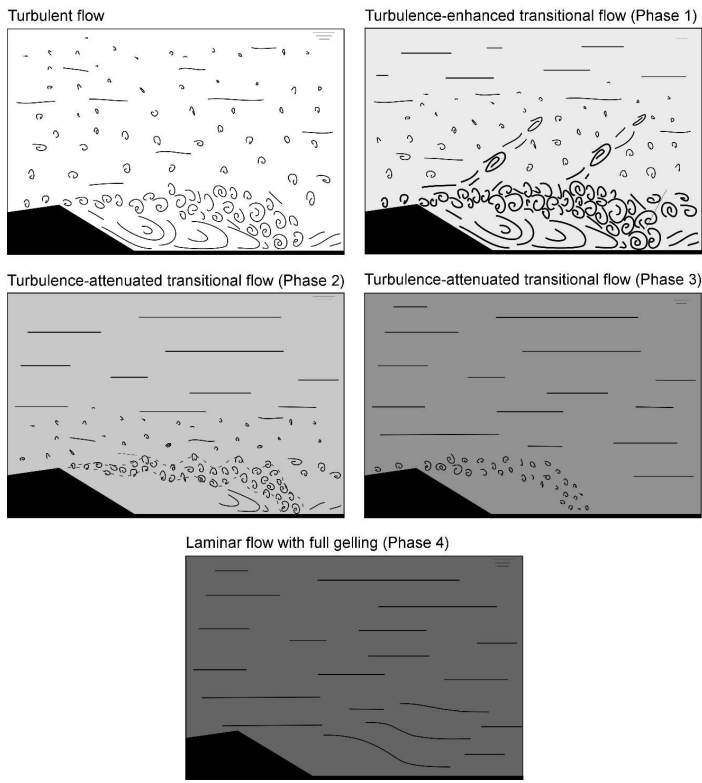 Turbulent flow
Turbulence-enhanced transitional flow (Phase 1)
Turbulence-attenuated transitional flow (Phase 2)
Turbulence-attenuated transitional flow (Phase 3)
Laminar flow with full gelling (Phase 4)